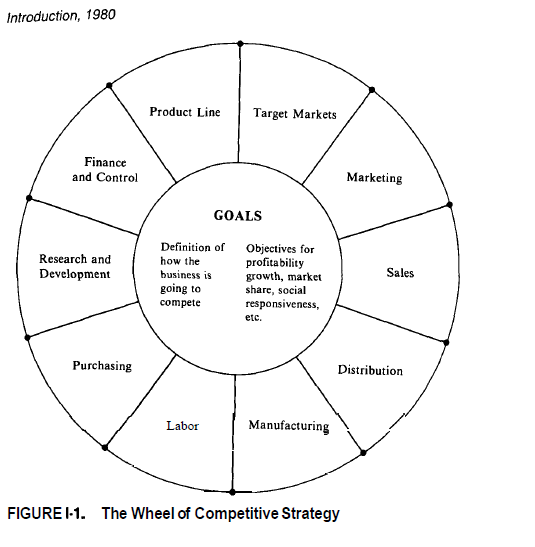 Introduction, 1980
Product Line
Target Markets
Finance
and Control
Marketing
GOALS
Definition of
how the
business is
going to
compete
Objectives for
profitability
growth, market
share, social
responsiveness,
etc.
Research and
Development
Sales
Purchasing
Distribution
Labor
Manufacturing
FIGURE I-1. The Wheel of Competitive Strategy